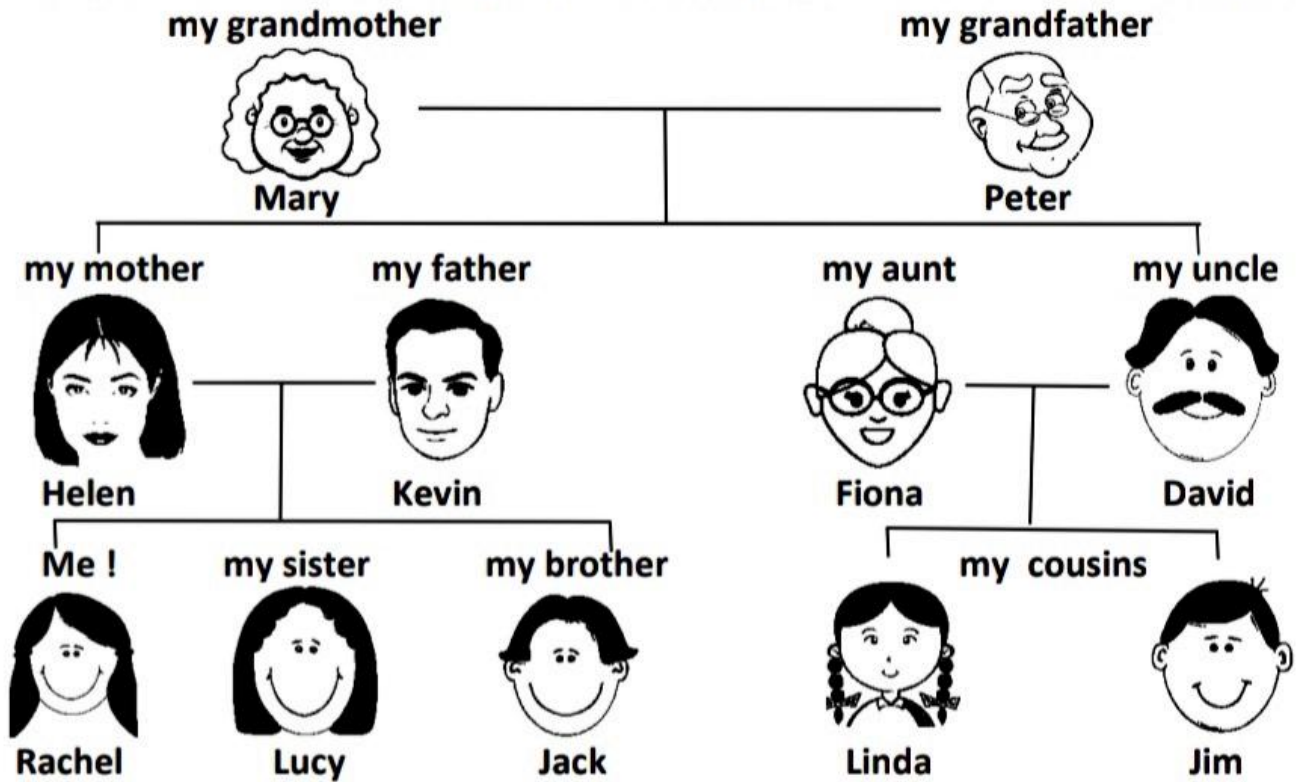 my grandmother
my grandfather
Mary
Peter
my mother
my father
my aunt
my uncle
Helen
Kevin
Fiona
David
Me !
my sister
my brother
my cousins
Rachel
Lucy
Jack
Linda
Jim